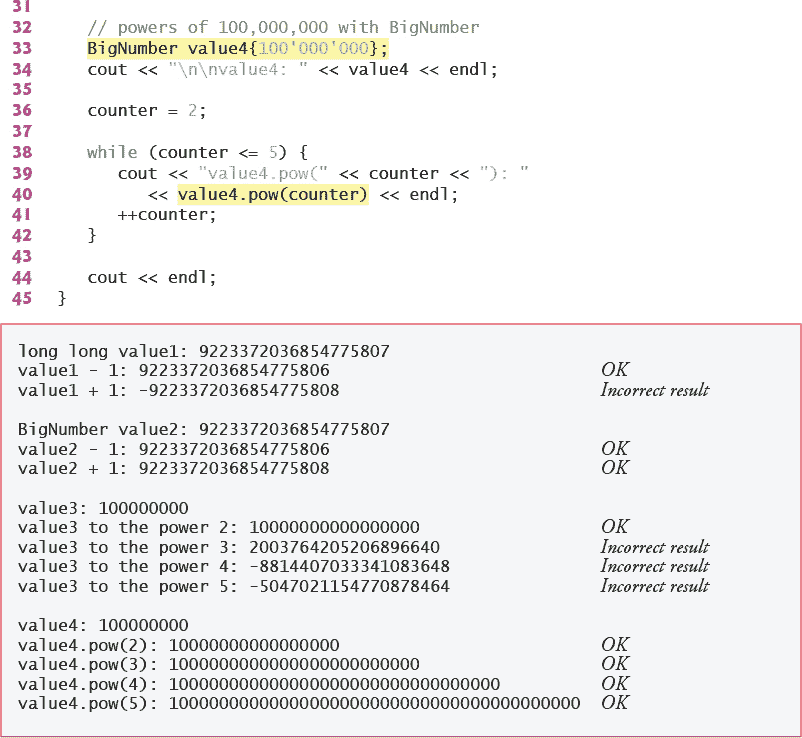 31
32 // powers of 100,000,000 with BigNumber
33 BigNumber value4{100'000'000};
34 cout << "\n\nvalue4: " << value4 << endl;
35
36 counter = 2;
37
38 while (counter <= 5) {
39 cout << "value4.pow(" << counter << "): "
40 << value4.pow(counter) << endl;
41 ++counter;
42 }
43
44 cout << endl;
45 }
long long value1: 9223372036854775807
value1 - 1: 9223372036854775806 OK
value1 + 1: -9223372036854775808 Incorrect result
BigNumber value2: 9223372036854775807
value2 - 1: 9223372036854775806 OK
value2 + 1: 9223372036854775808 OK
value3: 100000000
value3 to the power 2: 10000000000000000 OK
value3 to the power 3: 2003764205206896640 Incorrect result
value3 to the power 4: -8814407033341083648 Incorrect result
value3 to the power 5: -5047021154770878464 Incorrect result
value4: 100000000
value4.pow(2): 10000000000000000 OK
value4.pow(3): 1000000000000000000000000 OK
value4.pow(4): 100000000000000000000000000000000 OK
value4.pow(5): 10000000000000000000000000000000000000000 OK